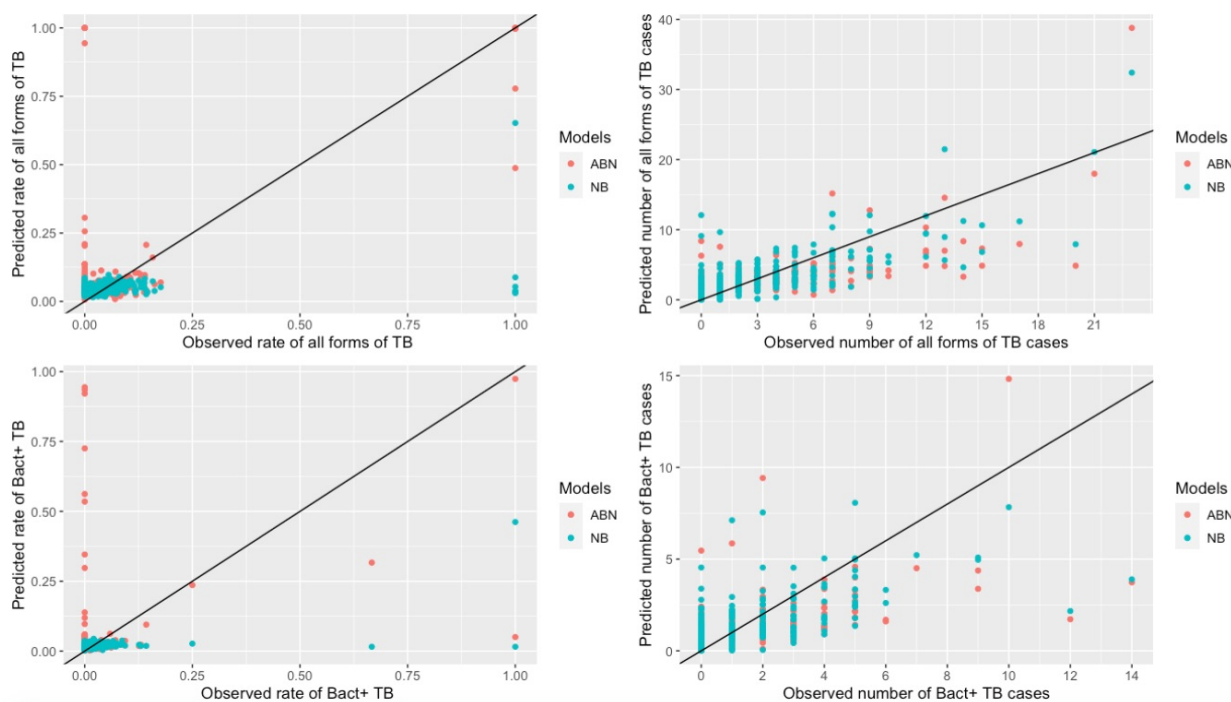 Predicted rate of all forms of TB
1.00
0.75
0.50
0.25
0.00
0.00 0.25 0.50 0.75 1.00
Observed rate of all forms of TB
Models
ABN
NB
Predicted number of all forms of TB cases
40
30
20
10
0
0 3 6 9 12 15 18 21
Observed number of all forms of TB cases
Models
ABN
NB
Predicted rate of Bact+ TB
1.00
0.75
0.50
0.25
0.00
0.00 0.25 0.50 0.75 1.00
Observed rate of Bact+ TB
Models
ABN
NB
Predicted number of Bact+ TB cases
15
10
5
0
0 2 4 6 8 10 12 14
Observed number of Bact+ TB cases
Models
ABN
NB